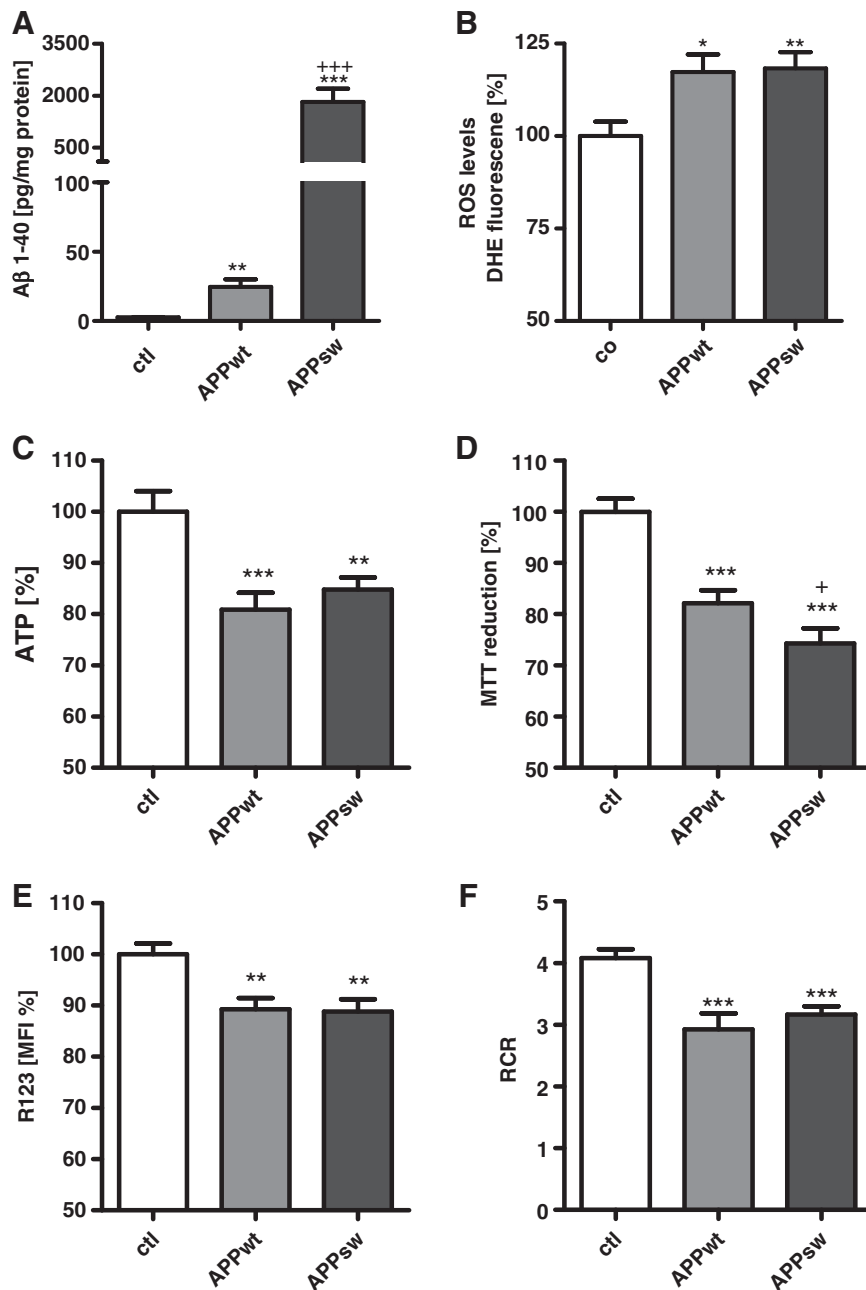 A
Aβ 1-40 [pg/mg protein]
3500
2000
500
100
50
0
**
+++
***
ctl
APPwt
APPsw
B
ROS levels
DHE fluorescene [%]
125
100
75
50
*
**
co
APPwt
APPsw
C
ATP [%]
110
100
90
80
70
60
50
***
**
ctl
APPwt
APPsw
D
MTT reduction [%]
110
100
90
80
70
60
50
***
+
***
ctl
APPwt
APPsw
E
R123 [MFI %]
110
100
90
80
70
60
50
**
**
ctl
APPwt
APPsw
F
RCR
5
4
3
2
1
0
***
***
ctl
APPwt
APPsw